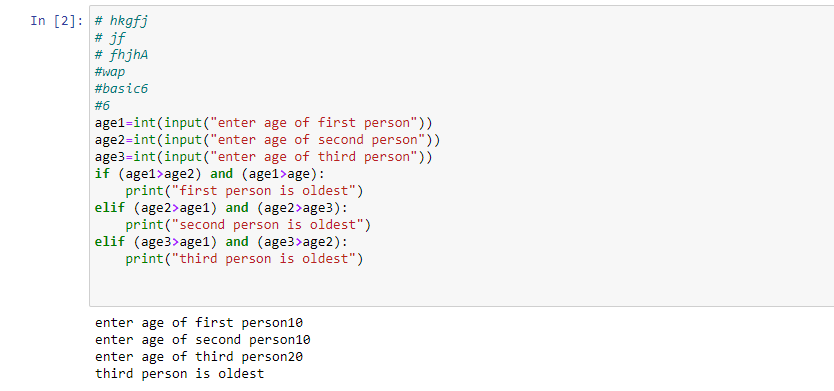 In [2]: # hkgfj
# jf
# fhjhA
#wap
#basic6
#6
age1=int(input("enter age of first person"))
age2=int(input("enter age of second person"))
age3=int(input("enter age of third person"))
if (age1>age2) and (age1>age):
    print("first person is oldest")
elif (age2>age1) and (age2>age3):
    print("second person is oldest")
elif (age3>age1) and (age3>age2):
    print("third person is oldest")
enter age of first person10
enter age of second person10
enter age of third person20
third person is oldest